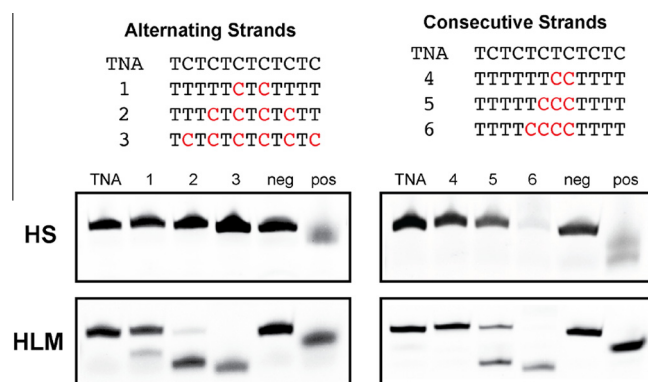 Alternating Strands
TNA TCTCTCTCTCTC
1 TTTTTCTCTTTT
2 TTTCTCTCTCTT
3 TCTCTCTCTCTC
Consecutive Strands
TNA TCTCTCTCTCTC
4 TTTTTTCCTTTT
5 TTTTTCCCTTTT
6 TTTTCCCCTTTT
TNA 1 2 3 neg pos
TNA 4 5 6 neg pos
HS
HLM